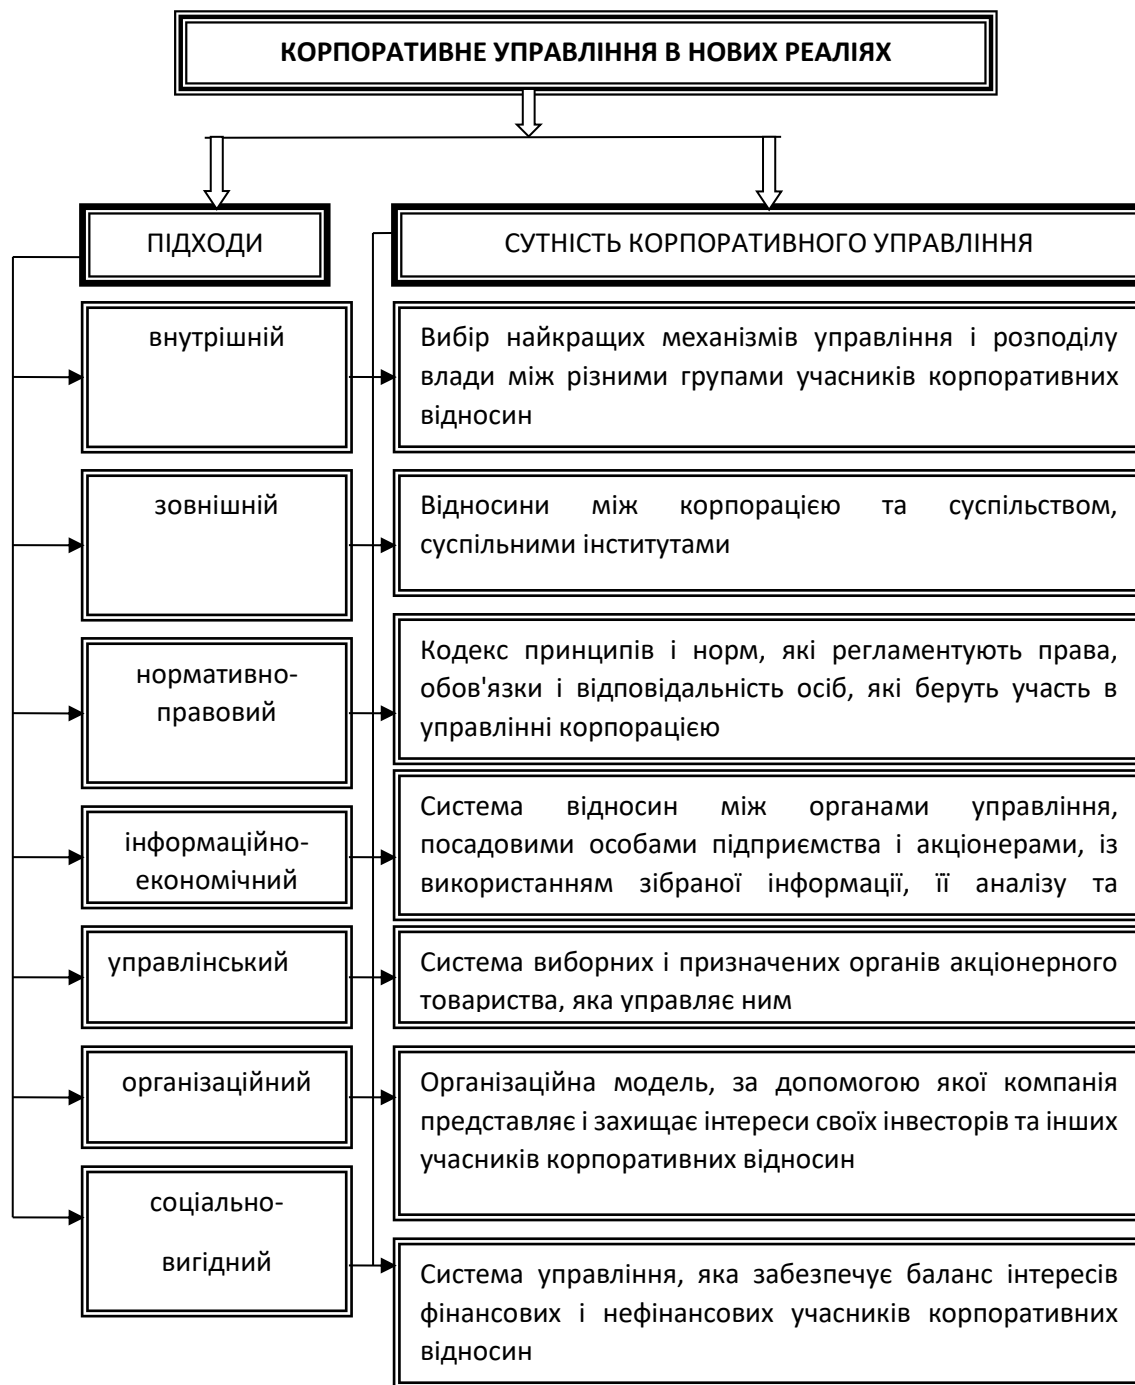 КОРПОРАТИВНЕ УПРАВЛІННЯ В НОВИХ РЕАЛІЯХ
ПІДХОДИ
СУТНІСТЬ КОРПОРАТИВНОГО УПРАВЛІННЯ
внутрішній
Вибір найкращих механізмів управління і розподілу
влади між різними групами учасників корпоративних
відносин
зовнішній
Відносини між корпорацією та суспільством,
суспільними інститутами
нормативно-
правовий
Кодекс принципів і норм, які регламентують права,
обов'язки і відповідальність осіб, які беруть участь в
управлінні корпорацією
інформаційно-
економічний
Система відносин між органами управління,
посадовими особами підприємства і акціонерами, із
використанням зібраної інформації, її аналізу та
управлінський
Система виборних і призначених органів акціонерного
товариства, яка управляє ним
організаційний
Організаційна модель, за допомогою якої компанія
представляє і захищає інтереси своїх інвесторів та інших
учасників корпоративних відносин
соціально-
вигідний
Система управління, яка забезпечує баланс інтересів
фінансових і нефінансових учасників корпоративних
відносин